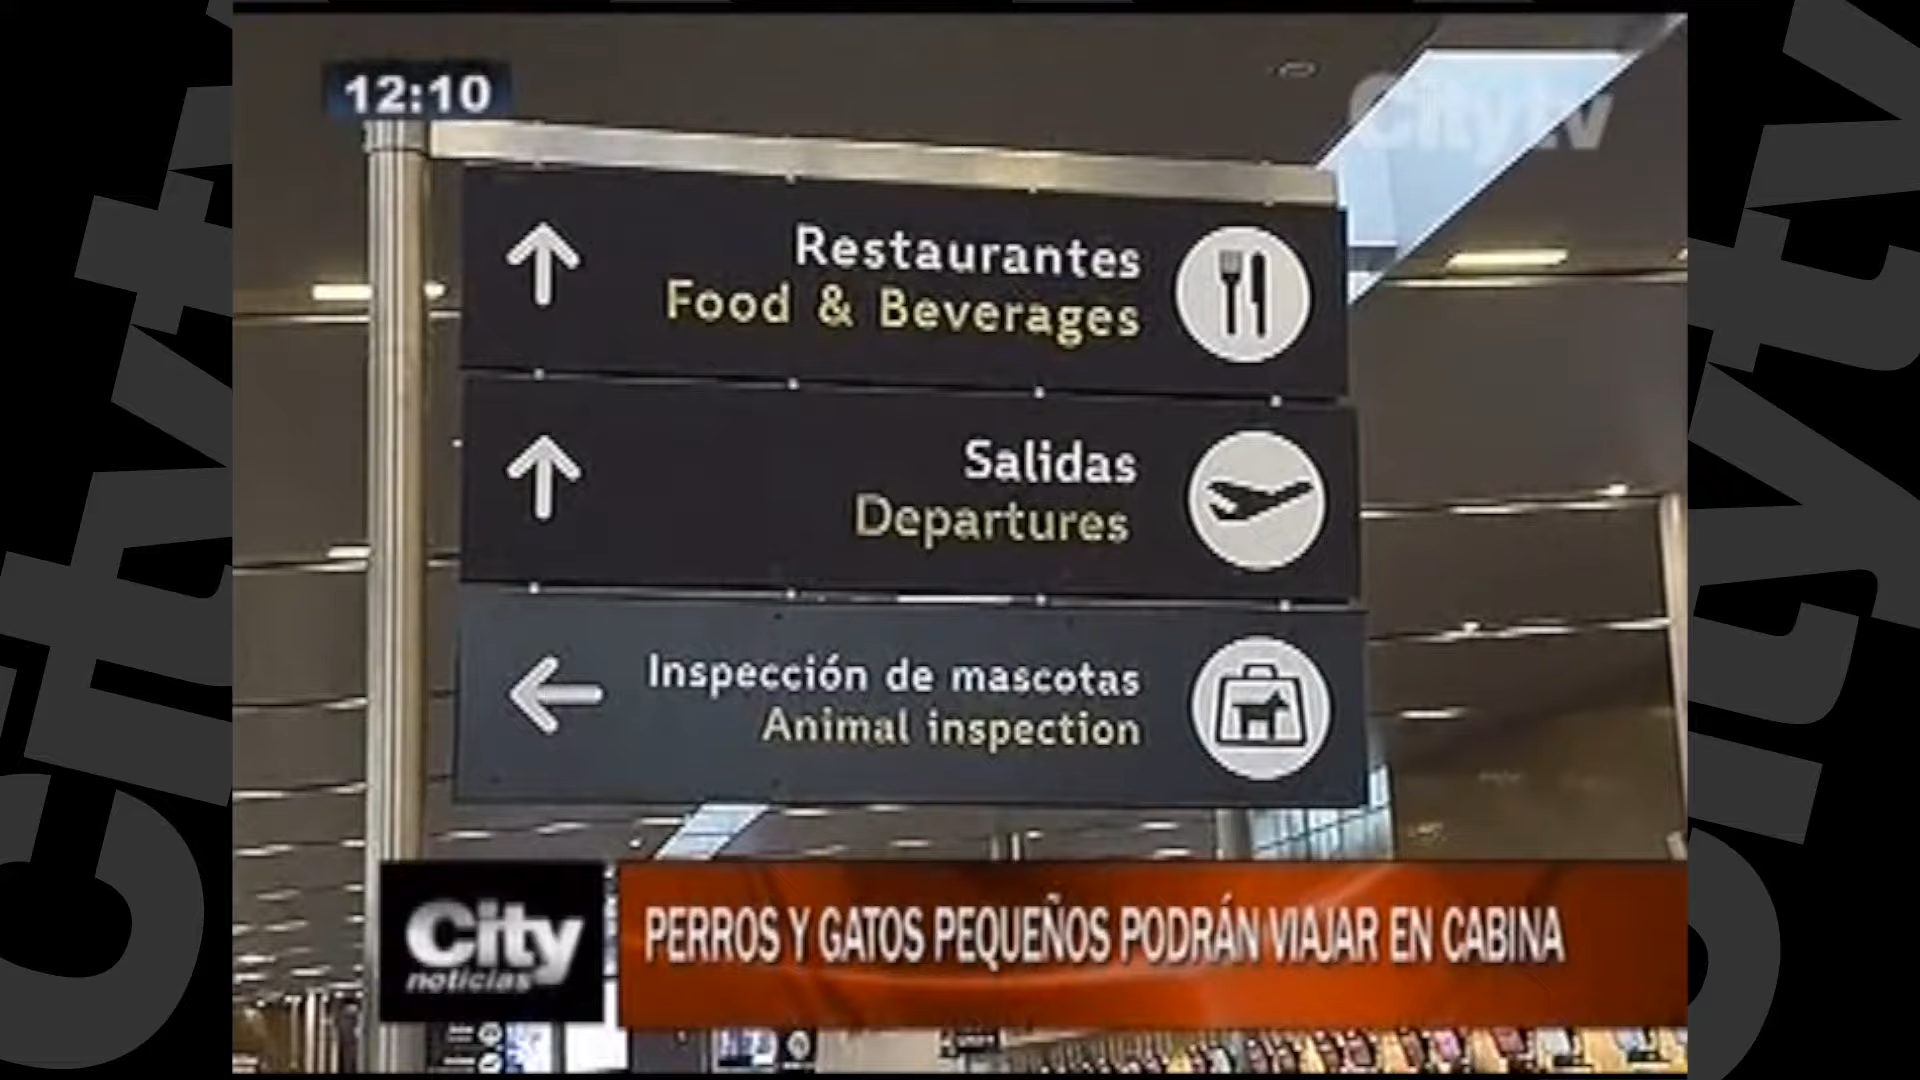 12:10
Citytv
Restaurantes
Food & Beverages
Salidas
Departures
Inspección de mascotas
Animal inspection
City
noticias
PERROS Y GATOS PEQUEÑOS PODRÁN VIAJAR EN CABINA